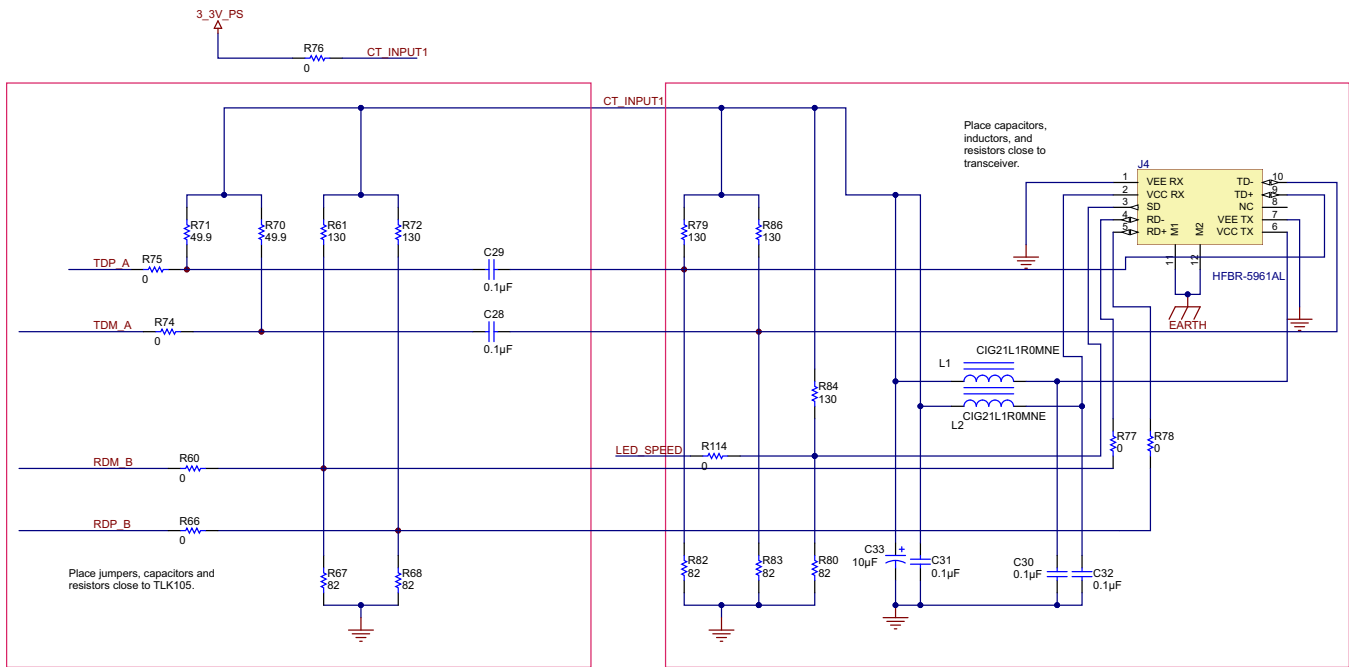 3_3V_PS
R76
CT_INPUT1
0
CT_INPUT1
Place capacitors,
inductors, and
resistors close to
transceiver.
J4
1
VEE RX
TD-
10
2
VCC RX
TD+
9
3
SD
NC
8
4
RD-
VEE TX
7
5
RD+
VCC TX
6
M1
M2
11
12
HFBR-5961AL
EARTH
R71
49.9
R70
49.9
R61
130
R72
130
R79
130
R86
130
TDP_A
R75
0
C29
0.1µF
TDM_A
R74
0
C28
0.1µF
CIG21L1R0MNE
L1
CIG21L1R0MNE
L2
R84
130
LED_SPEED
R114
0
R77
0
R78
0
RDM_B
R60
0
RDP_B
R66
0
Place jumpers, capacitors and
resistors close to TLK105.
R67
82
R68
82
R82
82
R83
82
R80
82
C33
+
10µF
C31
0.1µF
C30
0.1µF
C32
0.1µF